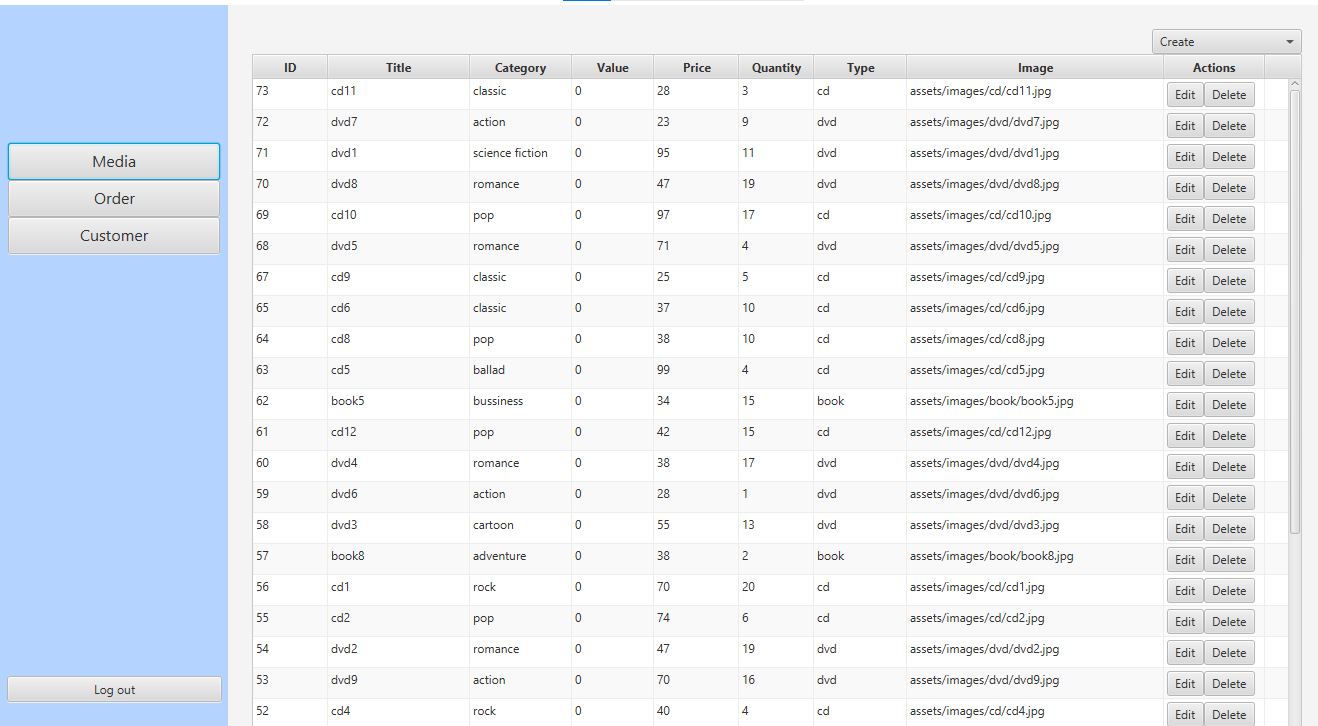 Create
ID Title Category Value Price Quantity Type Image Actions
73 cd11 classic 0 28 3 cd assets/images/cd/cd11.jpg Edit Delete
72 dvd7 action 0 23 9 dvd assets/images/dvd/dvd7.jpg Edit Delete
71 dvd1 science fiction 0 95 11 dvd assets/images/dvd/dvd1.jpg Edit Delete
Media
70 dvd8 romance 0 47 19 dvd assets/images/dvd/dvd8.jpg Edit Delete
Order
69 cd10 pop 0 97 17 cd assets/images/cd/cd10.jpg Edit Delete
Customer
68 dvd5 romance 0 71 4 dvd assets/images/dvd/dvd5.jpg Edit Delete
67 cd9 classic 0 25 5 cd assets/images/cd/cd9.jpg Edit Delete
65 cd6 classic 0 37 10 cd assets/images/cd/cd6.jpg Edit Delete
64 cd8 pop 0 38 10 cd assets/images/cd/cd8.jpg Edit Delete
63 cd5 ballad 0 99 4 cd assets/images/cd/cd5.jpg Edit Delete
62 book5 bussiness 0 34 15 book assets/images/book/book5.jpg Edit Delete
61 cd12 pop 0 42 15 cd assets/images/cd/cd12.jpg Edit Delete
60 dvd4 romance 0 38 17 dvd assets/images/dvd/dvd4.jpg Edit Delete
59 dvd6 action 0 28 1 dvd assets/images/dvd/dvd6.jpg Edit Delete
58 dvd3 cartoon 0 55 13 dvd assets/images/dvd/dvd3.jpg Edit Delete
57 book8 adventure 0 38 2 book assets/images/book/book8.jpg Edit Delete
56 cd1 rock 0 70 20 cd assets/images/cd/cd1.jpg Edit Delete
55 cd2 pop 0 74 6 cd assets/images/cd/cd2.jpg Edit Delete
54 dvd2 romance 0 47 19 dvd assets/images/dvd/dvd2.jpg Edit Delete
53 dvd9 action 0 70 16 dvd assets/images/dvd/dvd9.jpg Edit Delete
Log out
52 cd4 rock 0 40 4 cd assets/images/cd/cd4.jpg Edit Delete